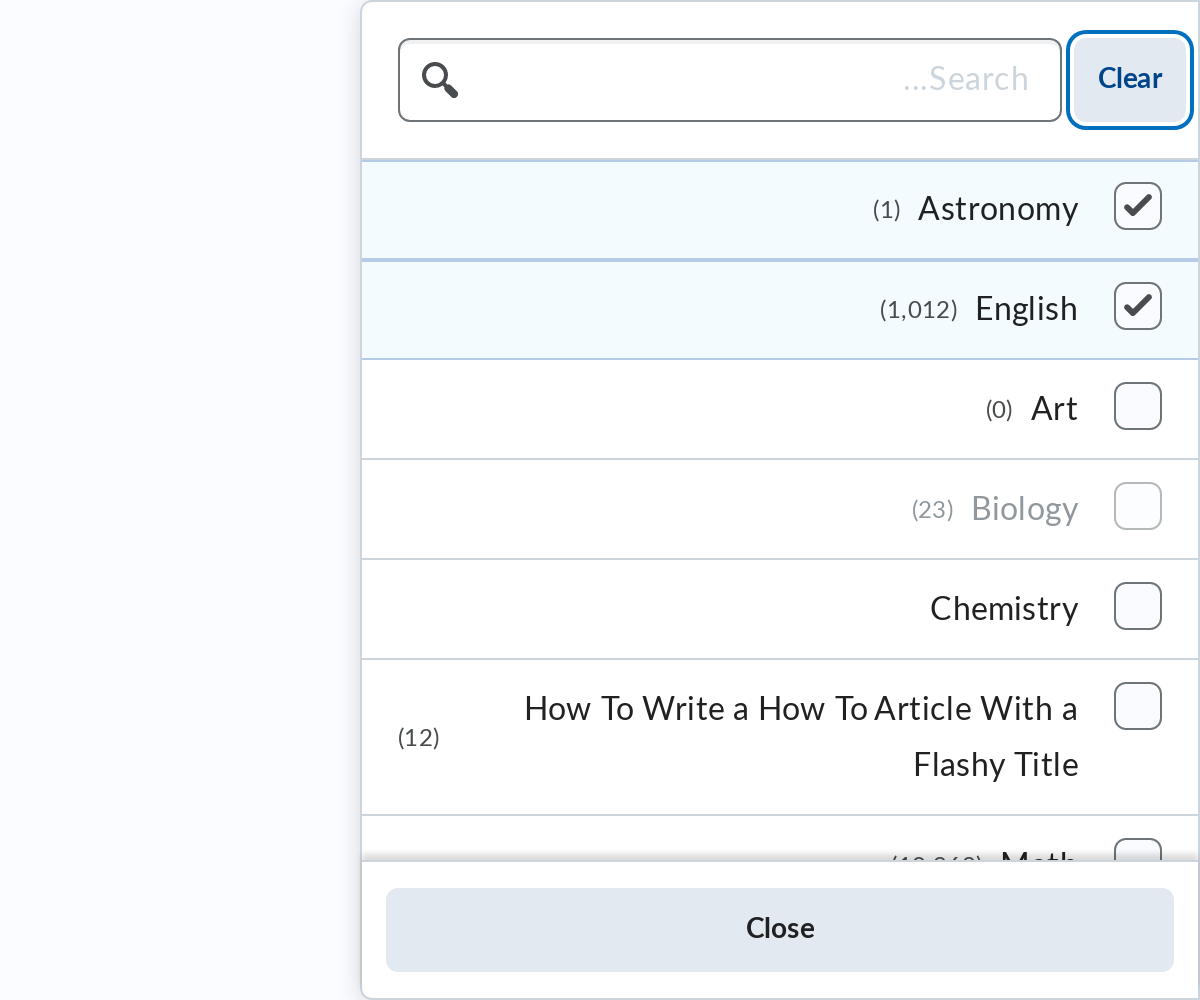 ...Search
Clear
Astronomy (1)
English (1,012)
Art (0)
Biology (23)
Chemistry
How To Write a How To Article With a
Flashy Title
(12)
Math
Close